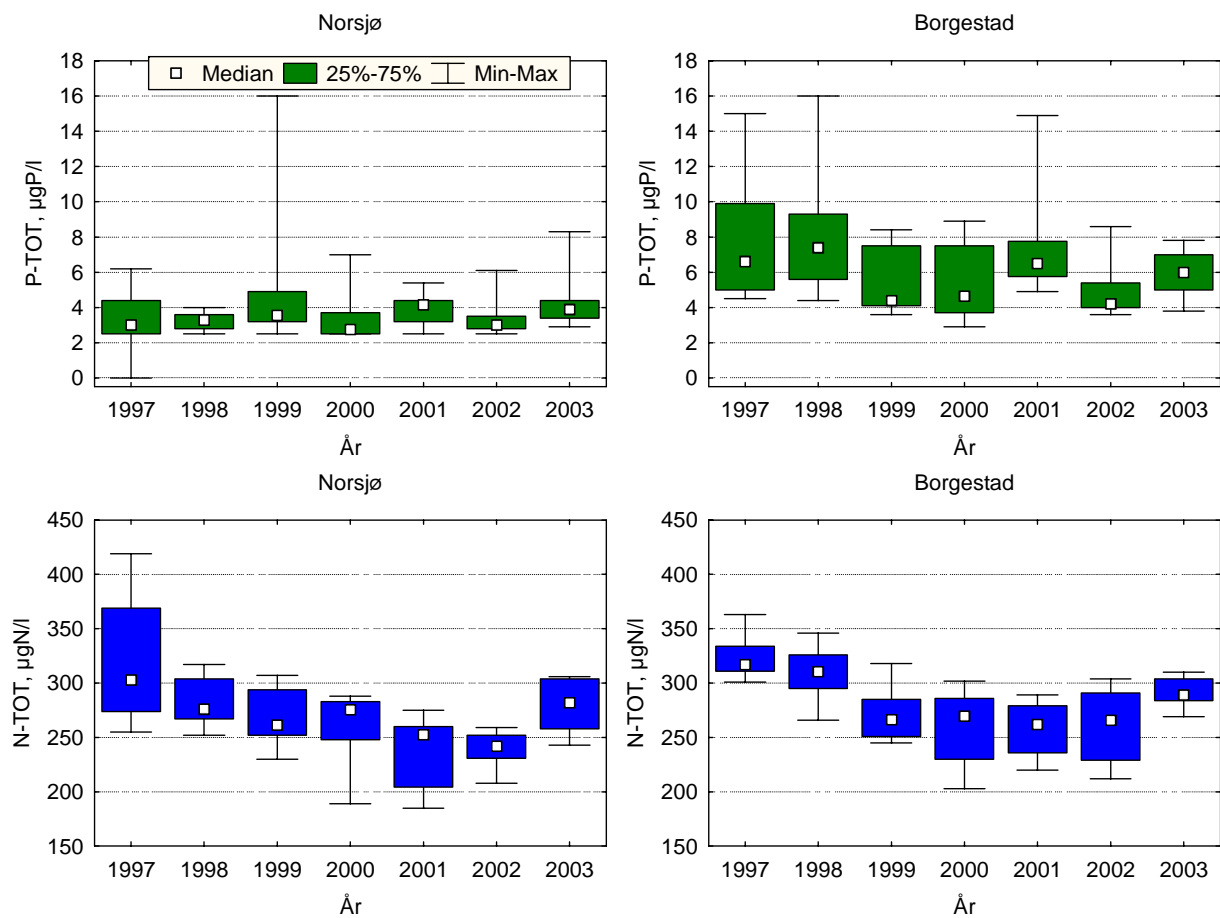 Norsjø
Median 25%-75% Min-Max
18
16
14
12
10
8
6
4
2
0
P-TOT, µgP/l
1997 1998 1999 2000 2001 2002 2003
År
Borgestad
18
16
14
12
10
8
6
4
2
0
P-TOT, µgP/l
1997 1998 1999 2000 2001 2002 2003
År
Norsjø
450
400
350
300
250
200
150
N-TOT, µgN/l
1997 1998 1999 2000 2001 2002 2003
År
Borgestad
450
400
350
300
250
200
150
N-TOT, µgN/l
1997 1998 1999 2000 2001 2002 2003
År